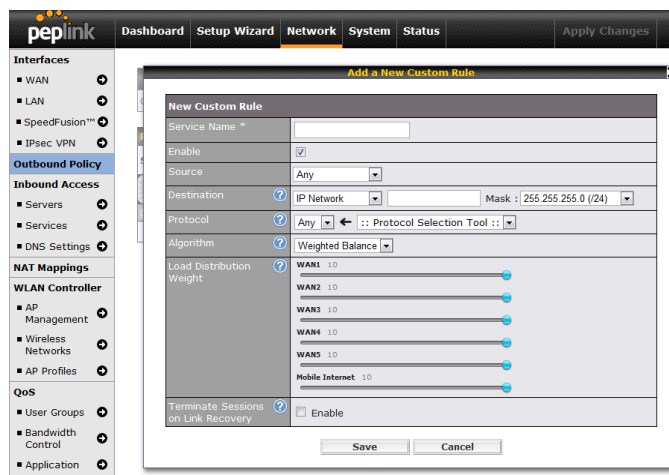 peplink
Dashboard Setup Wizard Network System Status Apply Changes
Interfaces
WAN
LAN
SpeedFusion™
IPsec VPN
Outbound Policy
Inbound Access
Servers
Services
DNS Settings
NAT Mappings
WLAN Controller
AP
Management
Wireless
Networks
AP Profiles
QoS
User Groups
Bandwidth
Control
Application
Add a New Custom Rule
New Custom Rule
Service Name *
Enable
Source Any
Destination ? IP Network Mask : 255.255.255.0 (/24)
Protocol ? Any :: Protocol Selection Tool ::
Algorithm ? Weighted Balance
Load Distribution
Weight ?
WAN1 10
WAN2 10
WAN3 10
WAN4 10
WAN5 10
Mobile Internet 10
Terminate Sessions
on Link Recovery ? Enable
Save Cancel